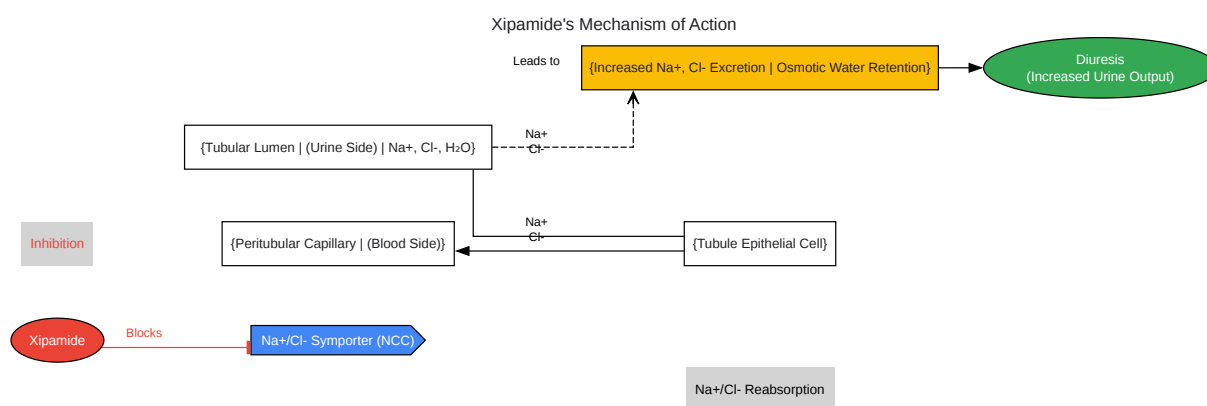 Xipamide's Mechanism of Action
Leads to
{Increased Na+, Cl- Excretion | Osmotic Water Retention}
Diuresis
(Increased Urine Output)
{Tubular Lumen | (Urine Side) | Na+, Cl-, H₂O}
Na+
Cl-
Inhibition
{Peritubular Capillary | (Blood Side)}
Na+
Cl-
{Tubule Epithelial Cell}
Xipamide
Blocks
Na+/Cl- Symporter (NCC)
Na+/Cl- Reabsorption